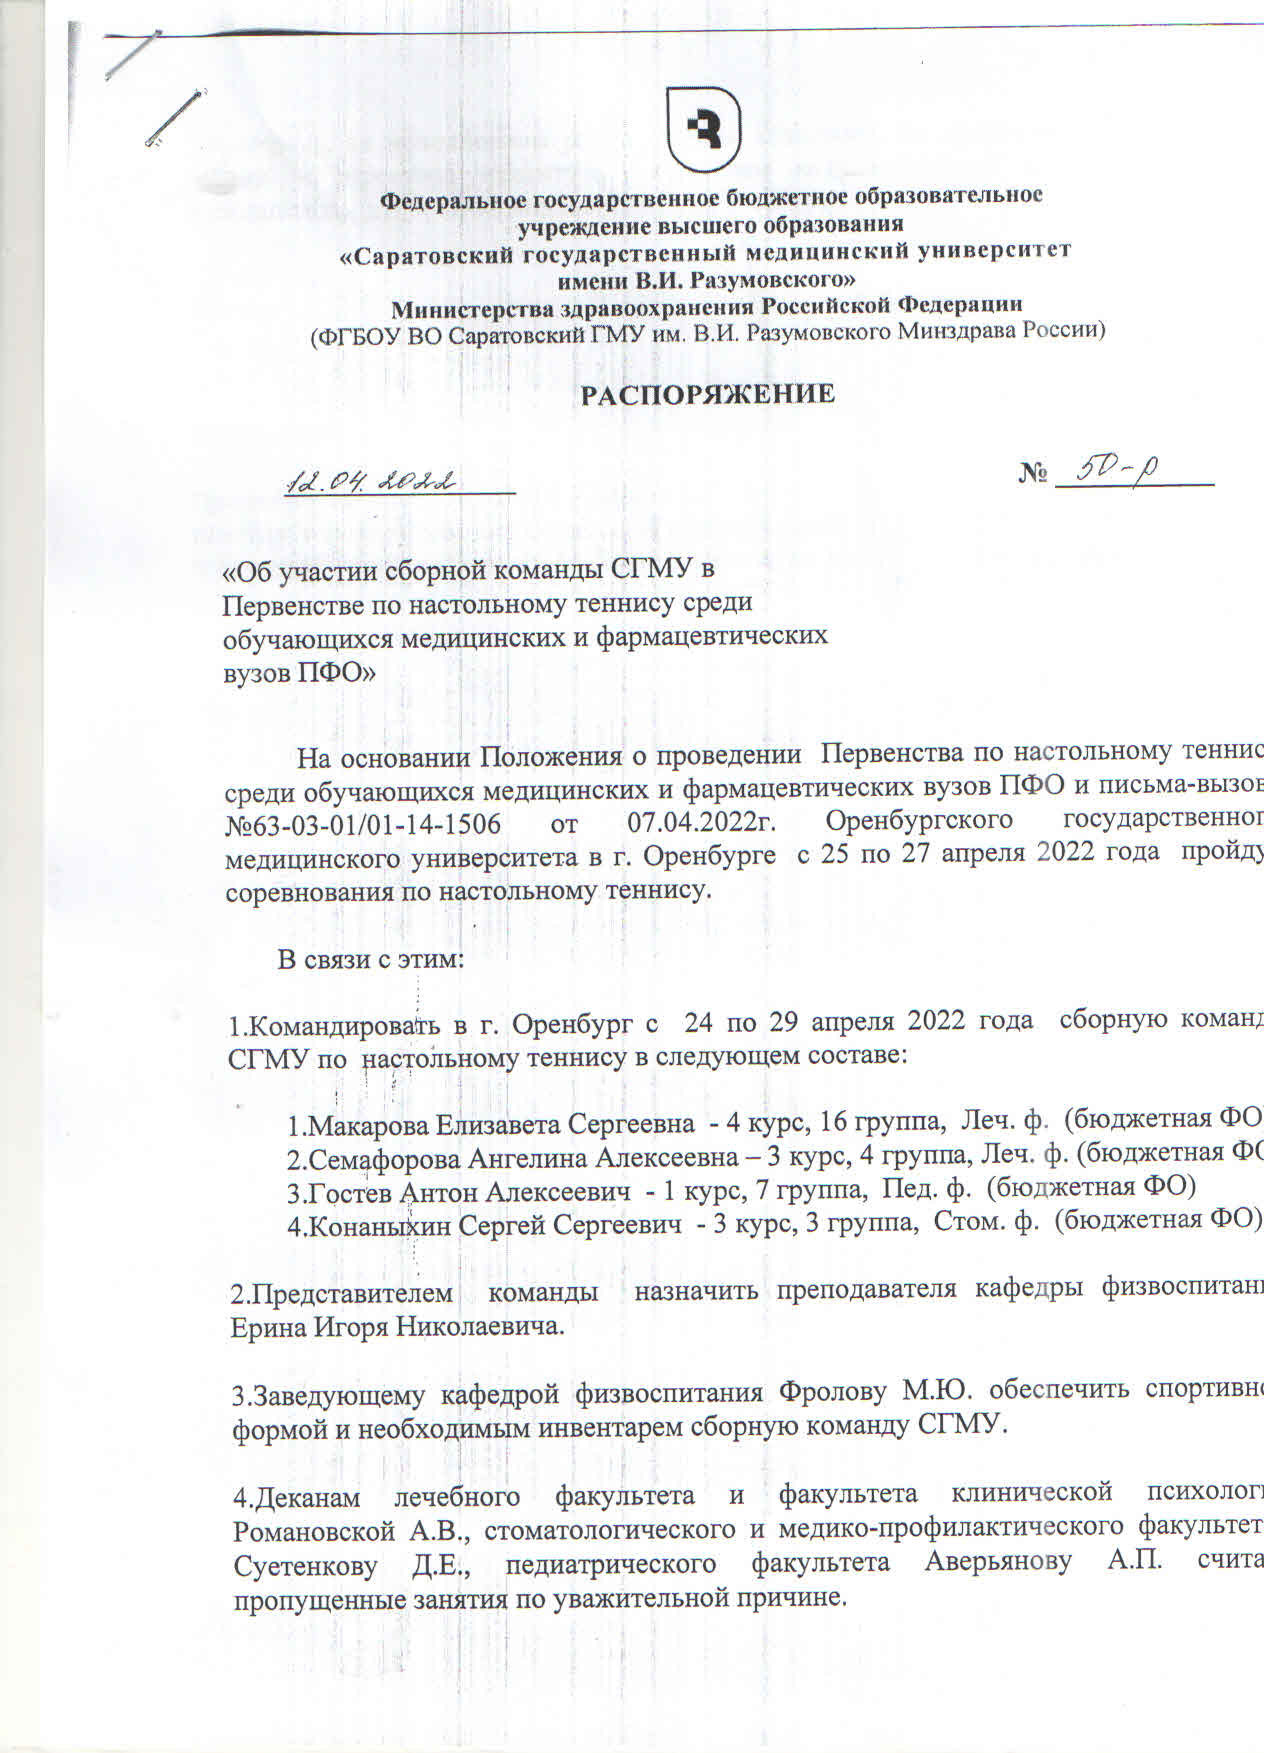 Федеральное государственное бюджетное образовательное
учреждение высшего образования
«Саратовский государственный медицинский университет
имени В.И. Разумовского»
Министерства здравоохранения Российской Федерации
(ФГБОУ ВО Саратовский ГМУ им. В.И. Разумовского Минздрава России)
РАСПОРЯЖЕНИЕ
12.04.2022 № 50-р
«Об участии сборной команды СГМУ в
Первенстве по настольному теннису среди
обучающихся медицинских и фармацевтических
вузов ПФО»
На основании Положения о проведении Первенства по настольному теннис
среди обучающихся медицинских и фармацевтических вузов ПФО и письма-вызов
№63-03-01/01-14-1506 от 07.04.2022г. Оренбургского государственног
медицинского университета в г. Оренбурге с 25 по 27 апреля 2022 года пройду
соревнования по настольному теннису.
В связи с этим:
1.Командировать в г. Оренбург с 24 по 29 апреля 2022 года сборную команд
СГМУ по настольному теннису в следующем составе:
1.Макарова Елизавета Сергеевна - 4 курс, 16 группа, Леч. ф. (бюджетная ФО)
2.Семафорова Ангелина Алексеевна – 3 курс, 4 группа, Леч. ф. (бюджетная ФО
3.Гостев Антон Алексеевич - 1 курс, 7 группа, Пед. ф. (бюджетная ФО)
4.Конаныхин Сергей Сергеевич - 3 курс, 3 группа, Стом. ф. (бюджетная ФО)
2.Представителем команды назначить преподавателя кафедры физвоспитани
Ерина Игоря Николаевича.
3.Заведующему кафедрой физвоспитания Фролову М.Ю. обеспечить спортивно
формой и необходимым инвентарем сборную команду СГМУ.
4.Деканам лечебного факультета и факультета клинической психологи
Романовской А.В., стоматологического и медико-профилактического факультет
Суетенкову Д.Е., педиатрического факультета Аверьянову А.П. счита
пропущенные занятия по уважительной причине.